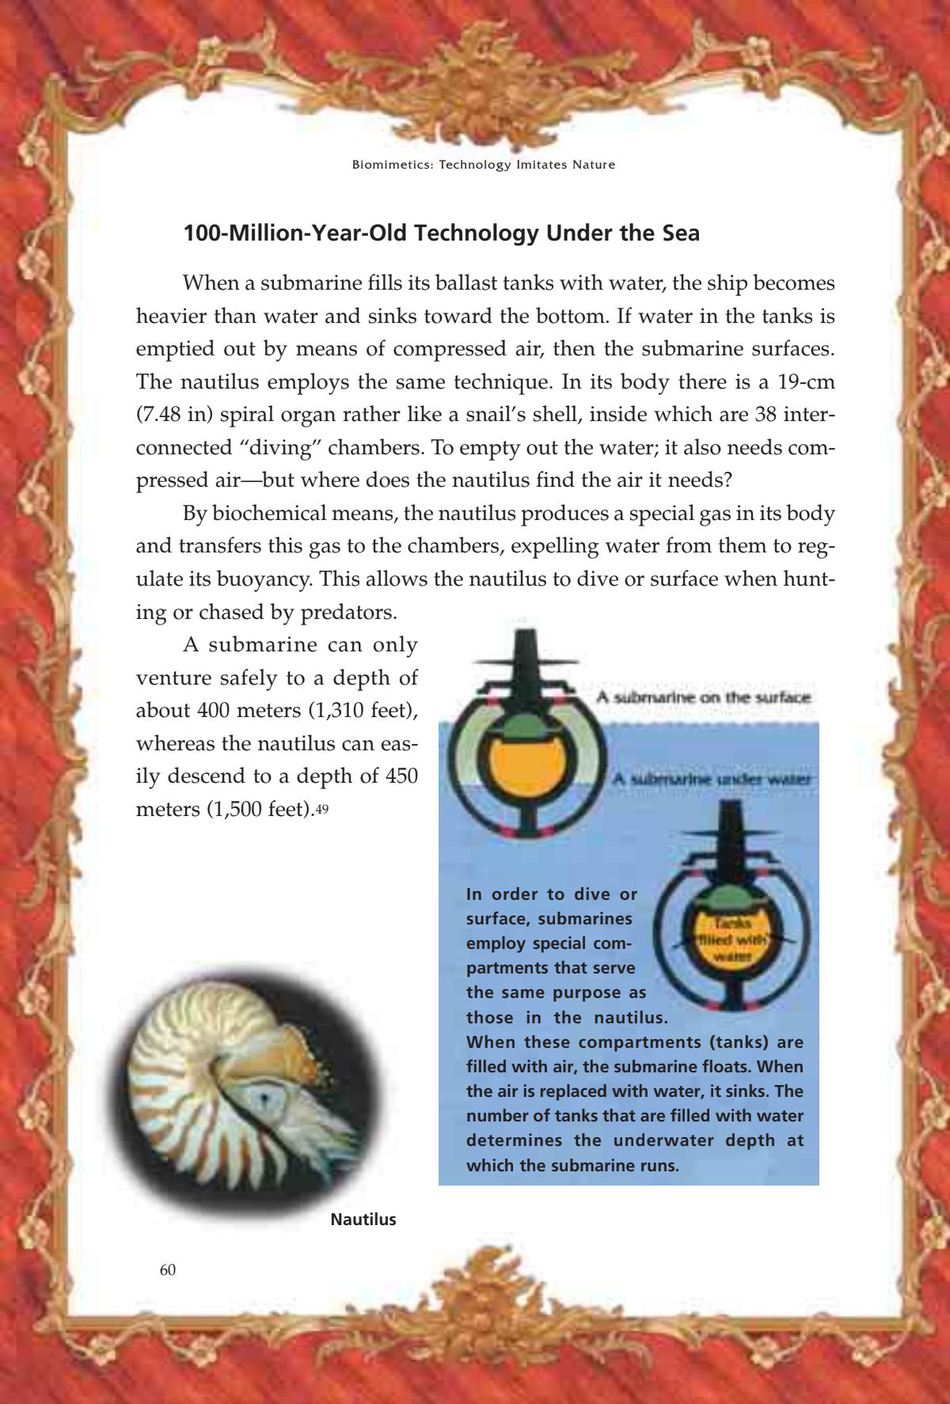 Biomimetics: Technology Imitates Nature
100-Million-Year-Old Technology Under the Sea
When a submarine fills its ballast tanks with water, the ship becomes
heavier than water and sinks toward the bottom. If water in the tanks is
emptied out by means of compressed air, then the submarine surfaces.
The nautilus employs the same technique. In its body there is a 19-cm
(7.48 in) spiral organ rather like a snail’s shell, inside which are 38 inter-
connected “diving” chambers. To empty out the water; it also needs com-
pressed air—but where does the nautilus find the air it needs?
By biochemical means, the nautilus produces a special gas in its body
and transfers this gas to the chambers, expelling water from them to reg-
ulate its buoyancy. This allows the nautilus to dive or surface when hunt-
ing or chased by predators.
A submarine can only
venture safely to a depth of
about 400 meters (1,310 feet),
whereas the nautilus can eas-
ily descend to a depth of 450
meters (1,500 feet).49
A submarine on the surface
A submarine under water
Tanks
filled with
water
In order to dive or
surface, submarines
employ special com-
partments that serve
the same purpose as
those in the nautilus.
When these compartments (tanks) are
filled with air, the submarine floats. When
the air is replaced with water, it sinks. The
number of tanks that are filled with water
determines the underwater depth at
which the submarine runs.
Nautilus
60